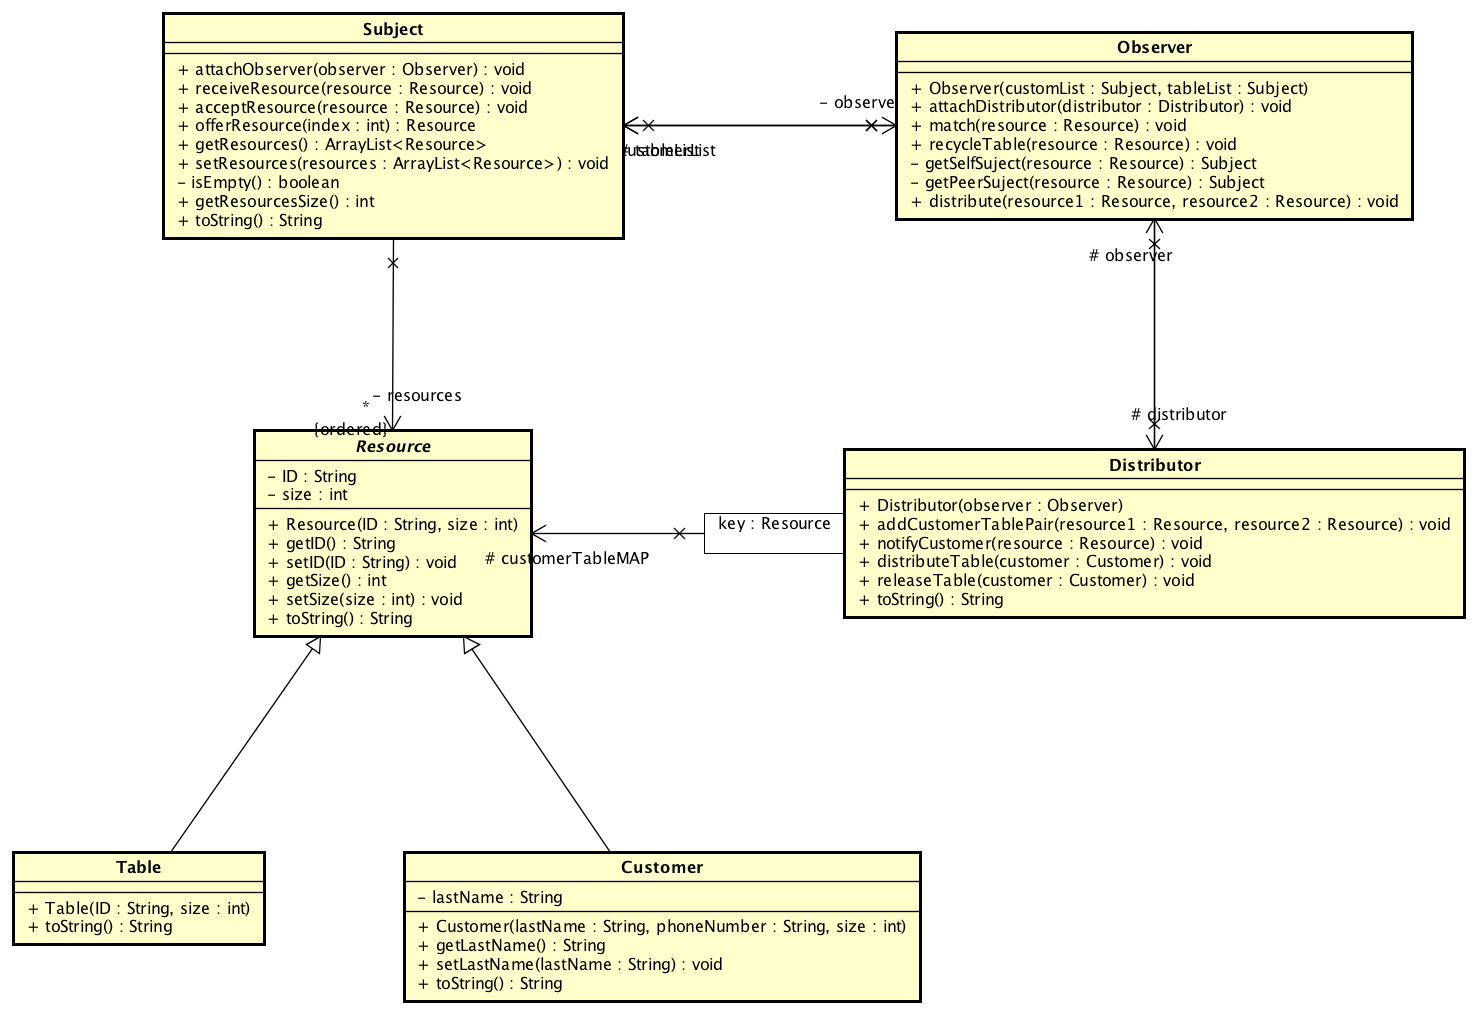 Subject
+ attachObserver(observer : Observer) : void
+ receiveResource(resource : Resource) : void
+ acceptResource(resource : Resource) : void
+ offerResource(index : int) : Resource
+ getResources() : ArrayList<Resource>
+ setResources(resources : ArrayList<Resource>) : void
– isEmpty() : boolean
+ getResourcesSize() : int
+ toString() : String
– observe
Observer
+ Observer(customList : Subject, tableList : Subject)
+ attachDistributor(distributor : Distributor) : void
+ match(resource : Resource) : void
+ recycleTable(resource : Resource) : void
– getSelfSuject(resource : Resource) : Subject
– getPeerSuject(resource : Resource) : Subject
+ distribute(resource1 : Resource, resource2 : Resource) : void
# observer
– resources
*
{ordered}
# distributor
Resource
– ID : String
– size : int
+ Resource(ID : String, size : int)
+ getID() : String
+ setID(ID : String) : void
+ getSize() : int
+ setSize(size : int) : void
+ toString() : String
key : Resource
# customerTableMAP
Distributor
+ Distributor(observer : Observer)
+ addCustomerTablePair(resource1 : Resource, resource2 : Resource) : void
+ notifyCustomer(resource : Resource) : void
+ distributeTable(customer : Customer) : void
+ releaseTable(customer : Customer) : void
+ toString() : String
Table
+ Table(ID : String, size : int)
+ toString() : String
Customer
– lastName : String
+ Customer(lastName : String, phoneNumber : String, size : int)
+ getLastName() : String
+ setLastName(lastName : String) : void
+ toString() : String